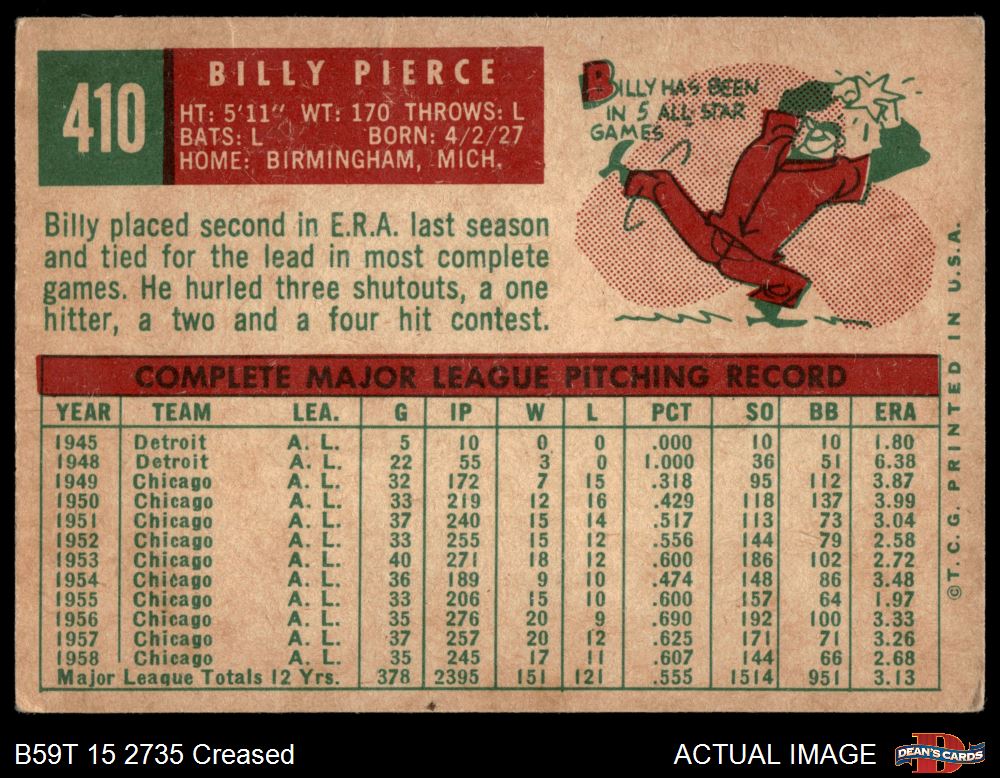 410
BILLY PIERCE
HT: 5'11" WT: 170 THROWS: L
BATS: L BORN: 4/2/27
HOME: BIRMINGHAM, MICH.
BILLY HAS BEEN
IN 5 ALL STAR
GAMES
Billy placed second in E.R.A. last season
and tied for the lead in most complete
games. He hurled three shutouts, a one
hitter, a two and a four hit contest.
COMPLETE MAJOR LEAGUE PITCHING RECORD
YEAR TEAM LEA. G IP W L PCT SO BB ERA
1945 Detroit A. L. 5 10 0 0 .000 10 10 1.80
1948 Detroit A. L. 22 55 3 0 1.000 36 51 6.38
1949 Chicago A. L. 32 172 7 15 .318 95 112 3.87
1950 Chicago A. L. 33 219 12 16 .429 118 137 3.99
1951 Chicago A. L. 37 240 15 14 .517 113 73 3.04
1952 Chicago A. L. 33 255 15 12 .556 144 79 2.58
1953 Chicago A. L. 40 271 18 12 .600 186 102 2.72
1954 Chicago A. L. 36 189 9 10 .474 148 86 3.48
1955 Chicago A. L. 33 206 15 10 .600 157 64 1.97
1956 Chicago A. L. 35 276 20 9 .690 192 100 3.33
1957 Chicago A. L. 37 257 20 12 .625 171 71 3.26
1958 Chicago A. L. 35 245 17 11 .607 144 66 2.68
Major League Totals 12 Yrs. 378 2395 151 121 .555 1514 951 3.13
© T. C. G. PRINTED IN U.S.A.
B59T 15 2735 Creased
ACTUAL IMAGE
DEAN'S CARDS